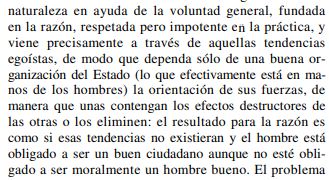 naturaleza en ayuda de la voluntad general, fundada
en la razón, respetada pero impotente en la práctica, y
viene precisamente a través de aquellas tendencias
egoístas, de modo que dependa sólo de una buena or-
ganización del Estado (lo que efectivamente está en ma-
nos de los hombres) la orientación de sus fuerzas, de
manera que unas contengan los efectos destructores de
las otras o los eliminen: el resultado para la razón es
como si esas tendencias no existieran y el hombre está
obligado a ser un buen ciudadano aunque no esté obli-
gado a ser moralmente un hombre bueno. El problema